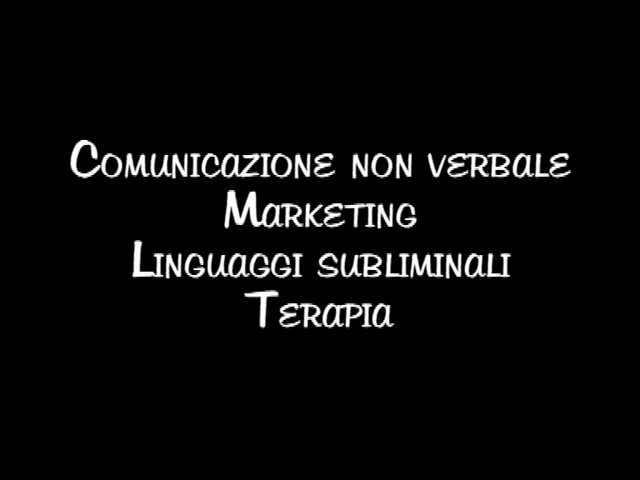 Comunicazione non verbale
Marketing
Linguaggi subliminali
Terapia